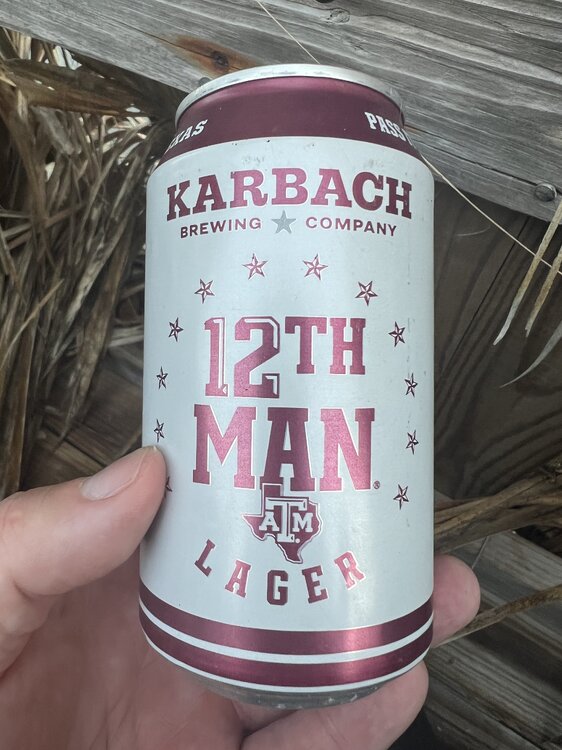 PASS
KARBACH
BREWING COMPANY
12TH
MAN®
ATM
LAGER